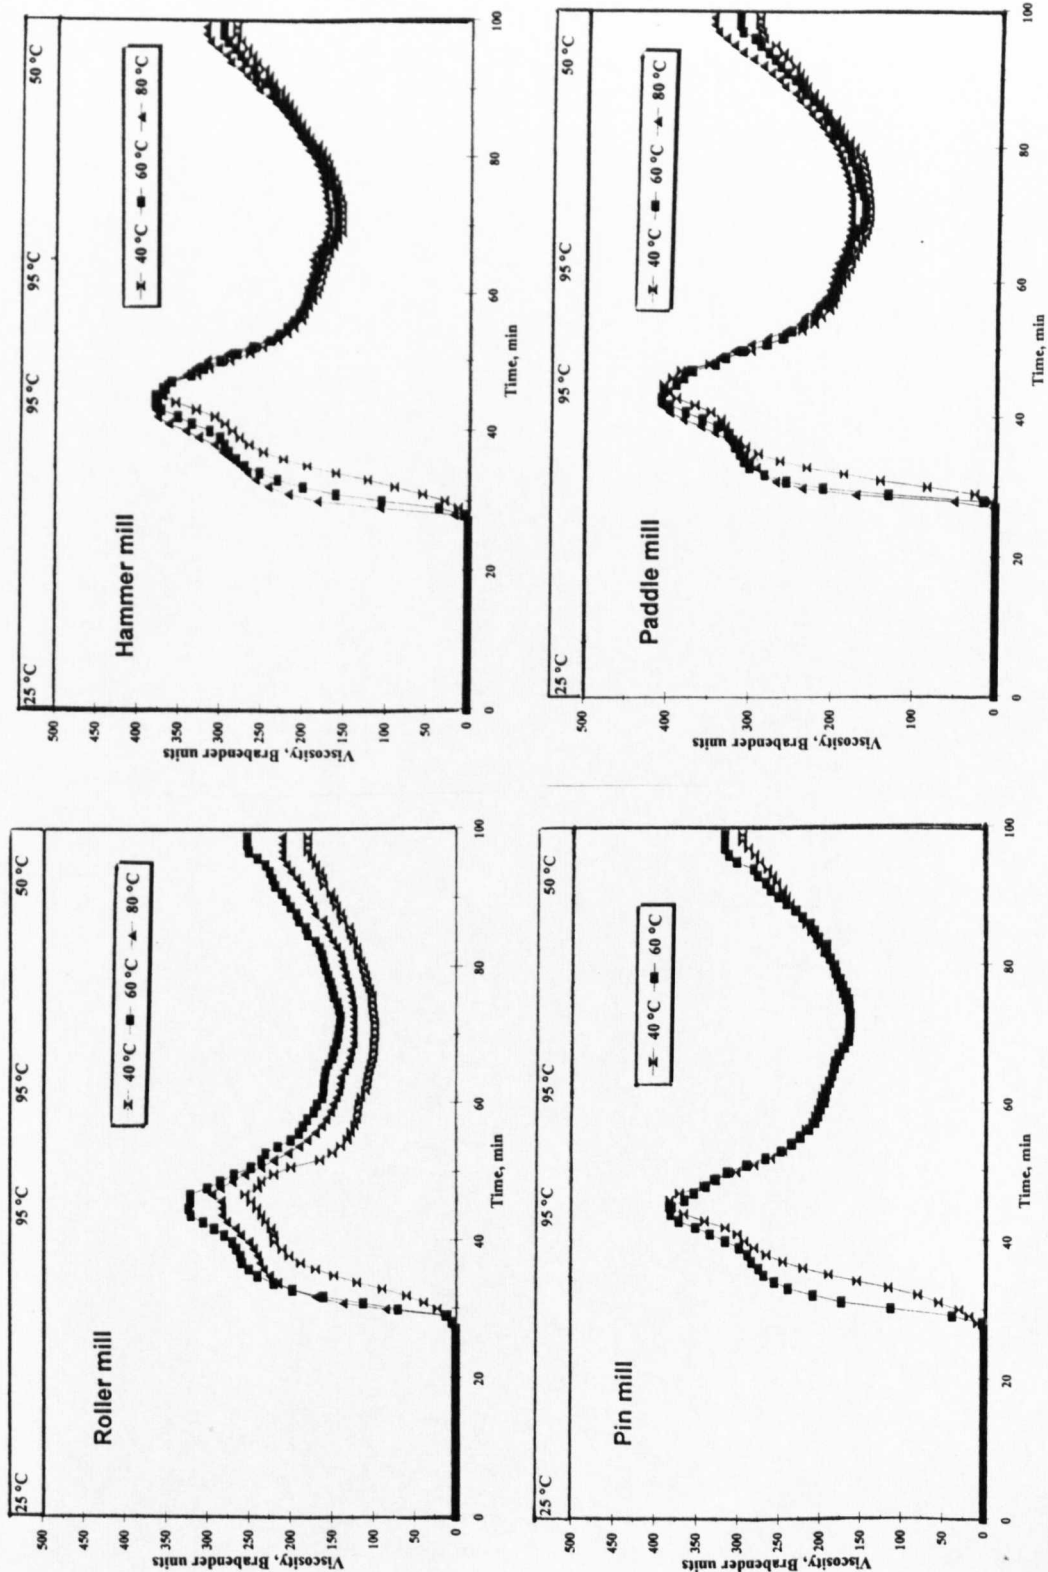 25 °C 95 °C 95 °C 50 °C
Roller mill
40 °C 60 °C 80 °C
500
450
400
350
300
250
200
150
100
50
0
Viscosity, Brabender units
0 20 40 60 80 100
Time, min
25 °C 95 °C 95 °C 50 °C
Hammer mill
40 °C 60 °C 80 °C
500
450
400
350
300
250
200
150
100
50
0
Viscosity, Brabender units
0 20 40 60 80 100
Time, min
25 °C 95 °C 95 °C 50 °C
Pin mill
40 °C 60 °C
500
450
400
350
300
250
200
150
100
50
0
Viscosity, Brabender units
0 20 40 60 80 100
Time, min
25 °C 95 °C 95 °C 50 °C
Paddle mill
40 °C 60 °C 80 °C
500
400
300
200
100
0
Viscosity, Brabender units
0 20 40 60 80 100
Time, min